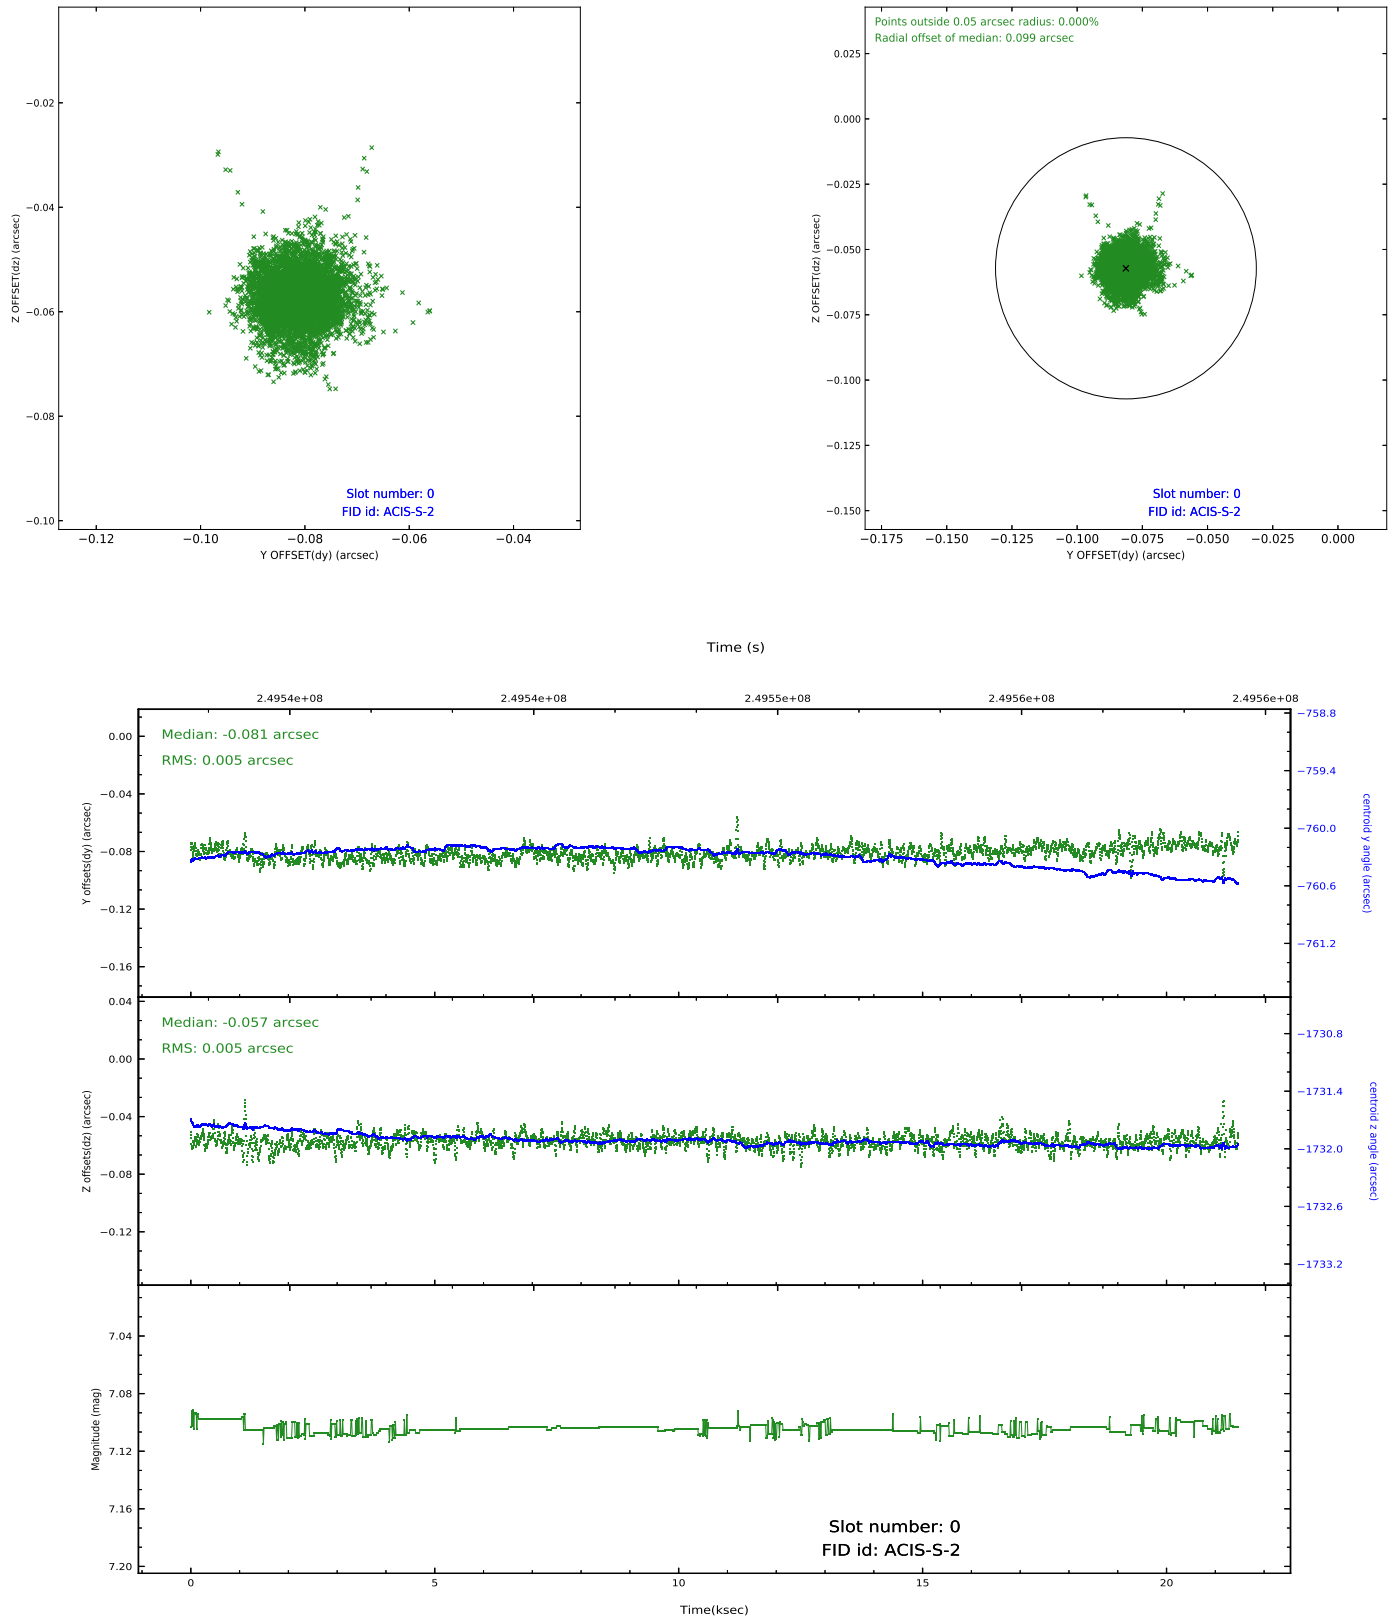 −0.02
−0.04
−0.06
−0.08
−0.10
Z OFFSET(dz) (arcsec)
Slot number: 0
FID id: ACIS-S-2
−0.12
−0.10
−0.08
−0.06
−0.04
Y OFFSET(dy) (arcsec)
Points outside 0.05 arcsec radius: 0.000%
Radial offset of median: 0.099 arcsec
0.025
0.000
−0.025
−0.050
−0.075
−0.100
−0.125
−0.150
Z OFFSET(dz) (arcsec)
Slot number: 0
FID id: ACIS-S-2
−0.175
−0.150
−0.125
−0.100
−0.075
−0.050
−0.025
0.000
Y OFFSET(dy) (arcsec)
Time (s)
2.4954e+08
2.4954e+08
2.4955e+08
2.4956e+08
2.4956e+08
Median: -0.081 arcsec
RMS: 0.005 arcsec
0.00
−0.04
−0.08
−0.12
−0.16
Y offsets(dy) (arcsec)
−758.8
−759.4
−760.0
−760.6
−761.2
centroid y angle (arcsec)
Median: -0.057 arcsec
RMS: 0.005 arcsec
0.04
0.00
−0.04
−0.08
−0.12
Z offsets(dz) (arcsec)
−1730.8
−1731.4
−1732.0
−1732.6
−1733.2
centroid z angle (arcsec)
7.04
7.08
7.12
7.16
7.20
Magnitude (mag)
Slot number: 0
FID id: ACIS-S-2
0
5
10
15
20
Time(ksec)